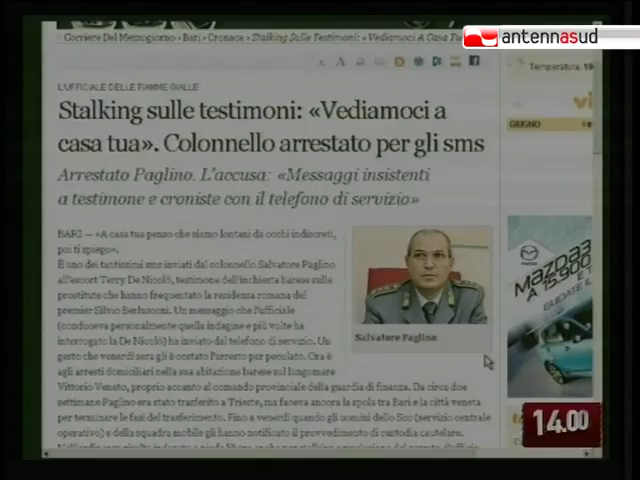 antennasud
Corriere Del Mezzogiorno > Bari > Cronaca > Stalking Sulle Testimoni: «Vediamoci A Casa Tua
Temperatura, 19
L'UFFICIALE DELLE FIAMME GIALLE
Stalking sulle testimoni: «Vediamoci a
casa tua». Colonnello arrestato per gli sms
Arrestato Paglino. L'accusa: «Messaggi insistenti
a testimone e croniste con il telefono di servizio»
GIUGNO
BARI — «A casa tua penso che siamo lontani da occhi indiscreti,
poi ti spiego».
È uno dei tantissimi sms inviati dal colonnello Salvatore Paglino
all'escort Terry De Nicolò, testimone dell'inchiesta barese sulle
prostitute che hanno frequentato la residenza romana del
premier Silvio Berlusconi. Un messaggio che l'ufficiale
(conduceva personalmente quella indagine e più volte ha
interrogato la De Nicolò) ha inviato dal telefono di servizio. Un
gesto che venerdì sera gli è costato l'arresto per peculato. Ora è
agli arresti domiciliari nella sua abitazione barese sul lungomare
Vittorio Veneto, proprio accanto al comando provinciale della guardia di finanza. Da circa due
settimane Paglino era stato trasferito a Trieste, ma faceva ancora la spola tra Bari e la città veneta
per terminare le fasi del trasferimento. Fino a venerdì quando gli uomini dello Sco (servizio centrale
operativo) e della squadra mobile gli hanno notificato il provvedimento di custodia cautelare.
Salvatore Paglino
MAZDA3
A 15.900
E T
GUIDATE IL
14.00